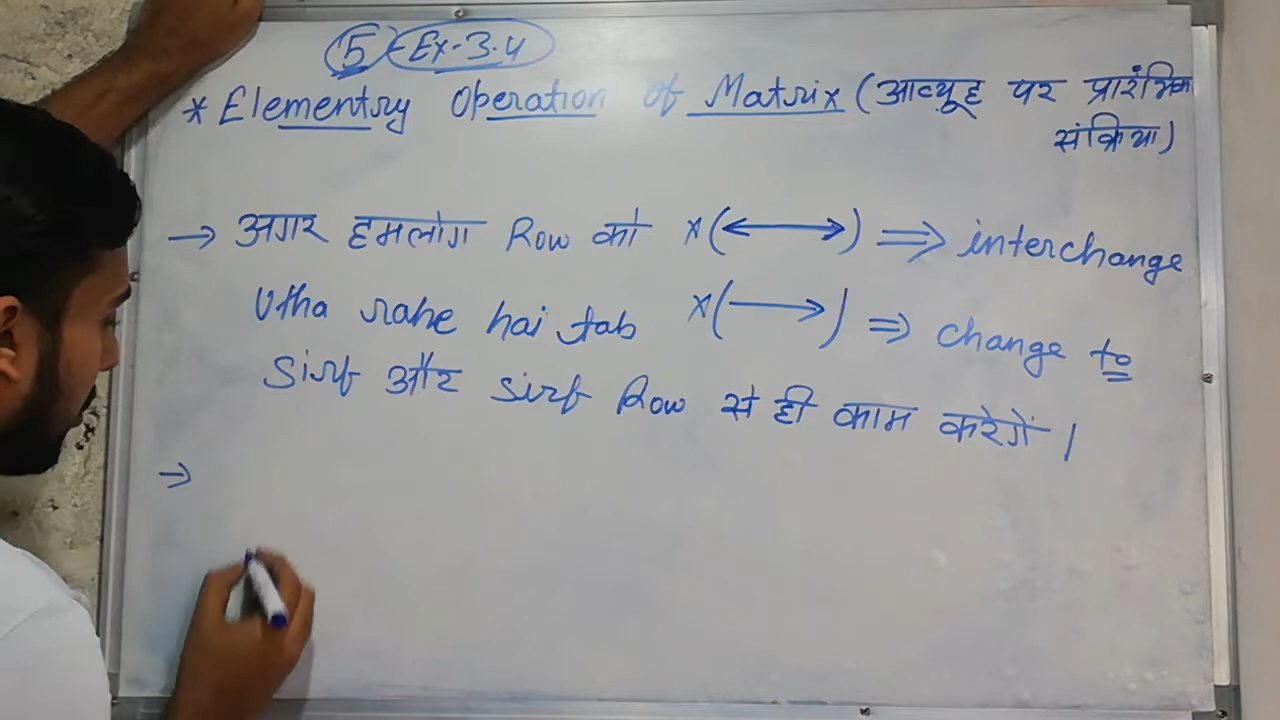 5 Ex-3.4
* Elementry Operation of Matrix (आव्यूह पर प्रारंभिक
संक्रिया)
→ अगर हमलोग Row को *(↔) ⇒ interchange
Utha rahe hai tab *(→) ⇒ change to
Sirf और sirf Row से ही काम करेगें।
→